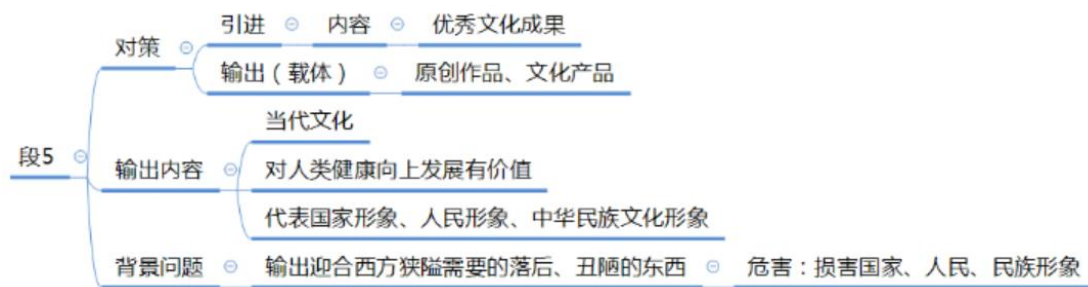 段5
对策
引进
内容
优秀文化成果
输出（载体）
原创作品、文化产品
输出内容
当代文化
对人类健康向上发展有价值
代表国家形象、人民形象、中华民族文化形象
背景问题
输出迎合西方狭隘需要的落后、丑陋的东西
危害：损害国家、人民、民族形象